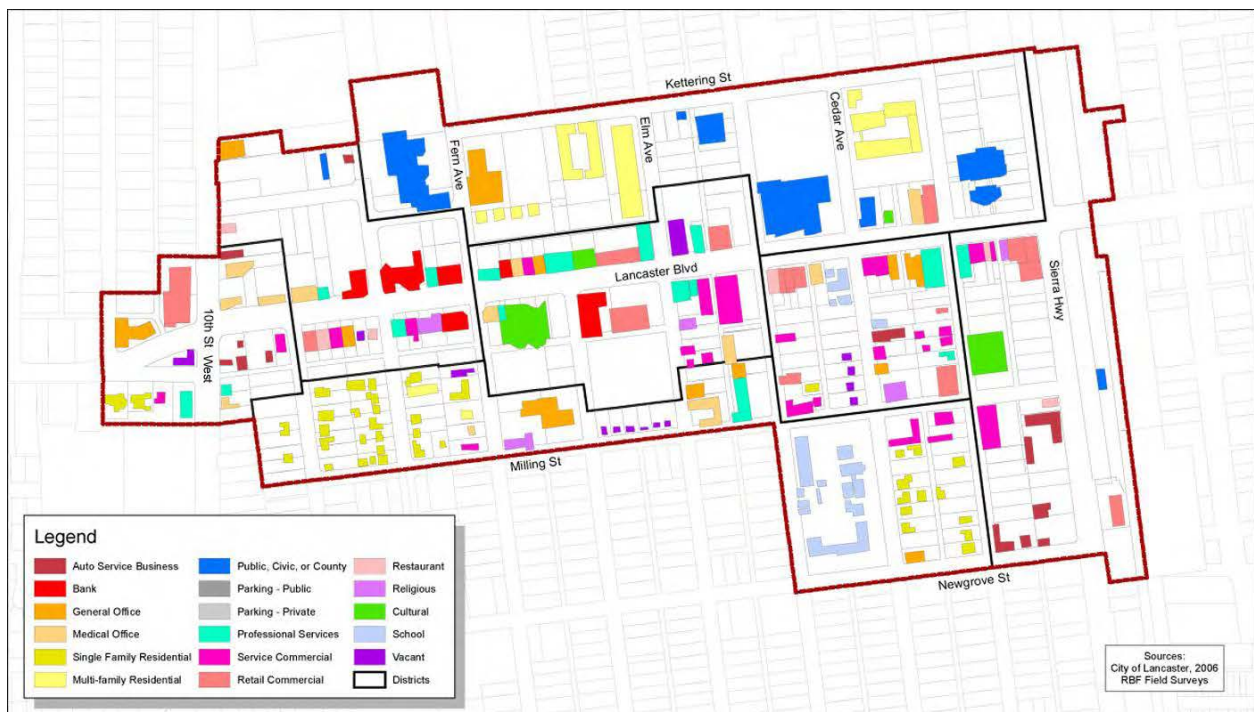 Kettering St
Fern Ave
Elm Ave
Cedar Ave
Lancaster Blvd
Sierra Hwy
10th St West
Milling St
Newgrove St
Legend
Auto Service Business
Bank
General Office
Medical Office
Single Family Residential
Multi-family Residential
Public, Civic, or County
Parking - Public
Parking - Private
Professional Services
Service Commercial
Retail Commercial
Restaurant
Religious
Cultural
School
Vacant
Districts
Sources:
City of Lancaster, 2006
RBF Field Surveys